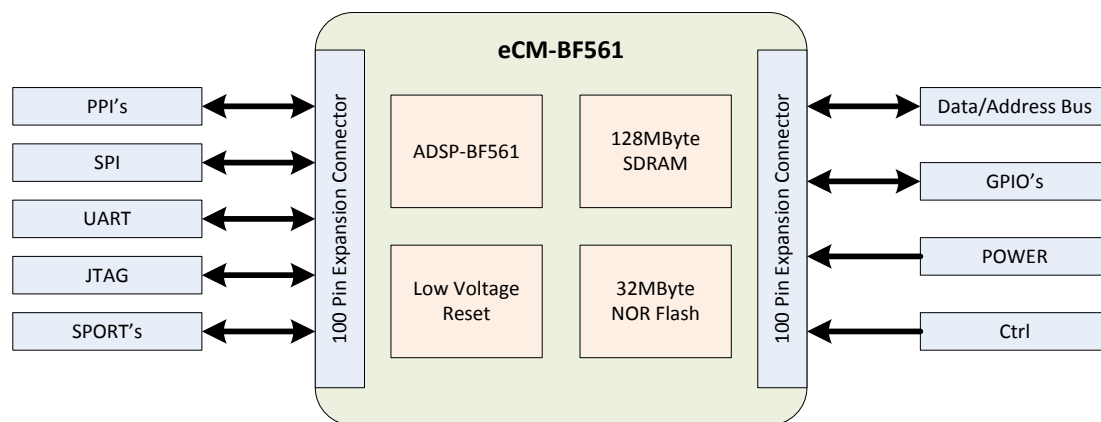 eCM-BF561
PPI's
SPI
UART
JTAG
SPORT's
100 Pin Expansion Connector
ADSP-BF561
128MByte
SDRAM
Low Voltage
Reset
32MByte
NOR Flash
100 Pin Expansion Connector
Data/Address Bus
GPIO's
POWER
Ctrl